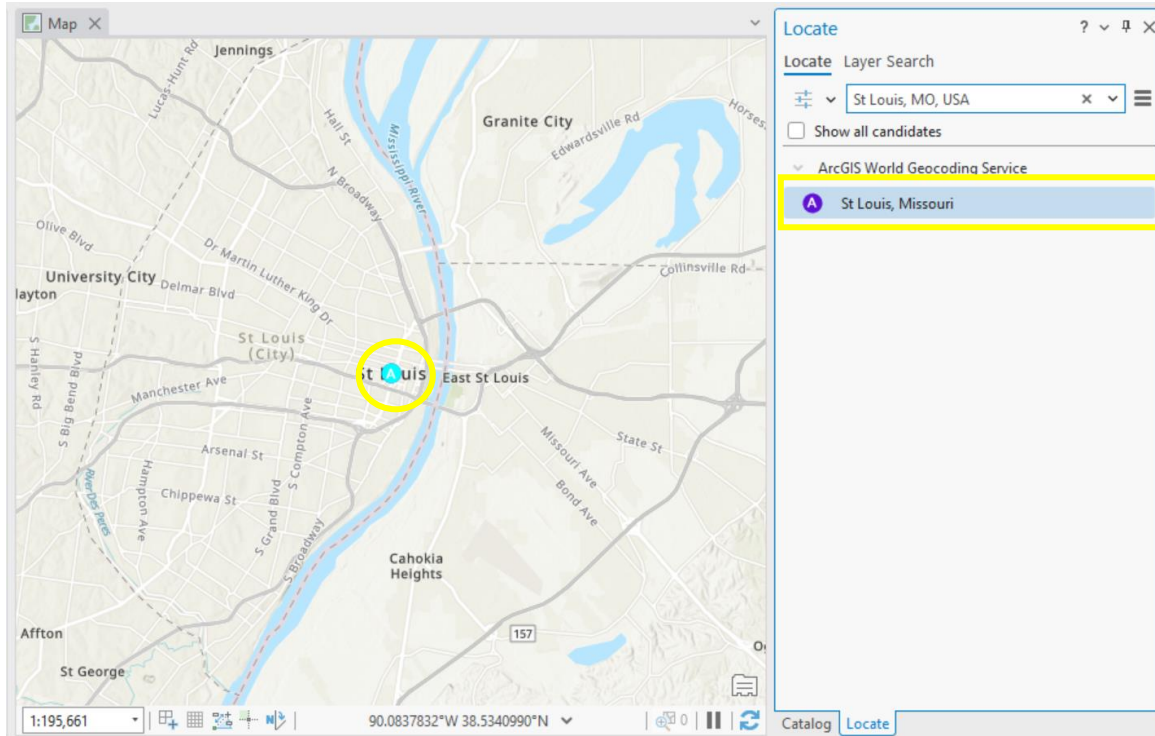 Map
Jennings
Lucas-Hunt Rd
Hall St
Mississippi River
Granite City
Edwardsville Rd
Horses
N Broadway
Olive Blvd
Dr Martin Luther King Dr
University City
Delmar Blvd
layton
Collinsville Rd
St Louis
(City)
S Hanley Rd
S Big Bend Blvd
Manchester Ave
St Louis
A
East St Louis
S Compton Ave
Missouri Ave
State St
Arsenal St
Hampton Ave
Chippewa St
S Grand Blvd
Bond Ave
River Des Peres
S Broadway
Cahokia
Heights
Affton
157
St George
1:195,661
N
90.0837832°W 38.5340990°N
0
Locate
?
Locate Layer Search
St Louis, MO, USA
Show all candidates
ArcGIS World Geocoding Service
A St Louis, Missouri
Catalog Locate